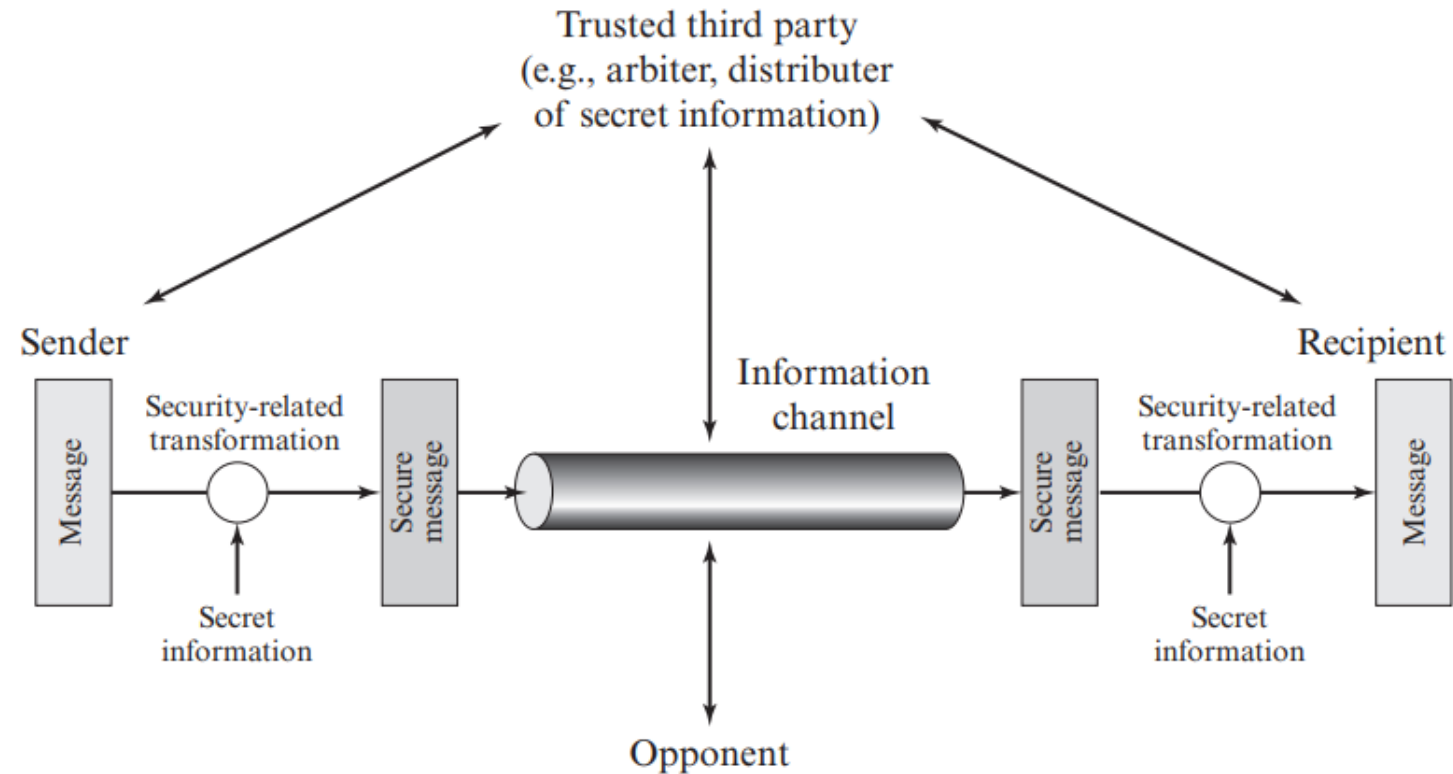 Trusted third party
(e.g., arbiter, distributer
of secret information)
Sender
Recipient
Information
channel
Security-related
transformation
Security-related
transformation
Message
Secure
message
Secure
message
Message
Secret
information
Secret
information
Opponent